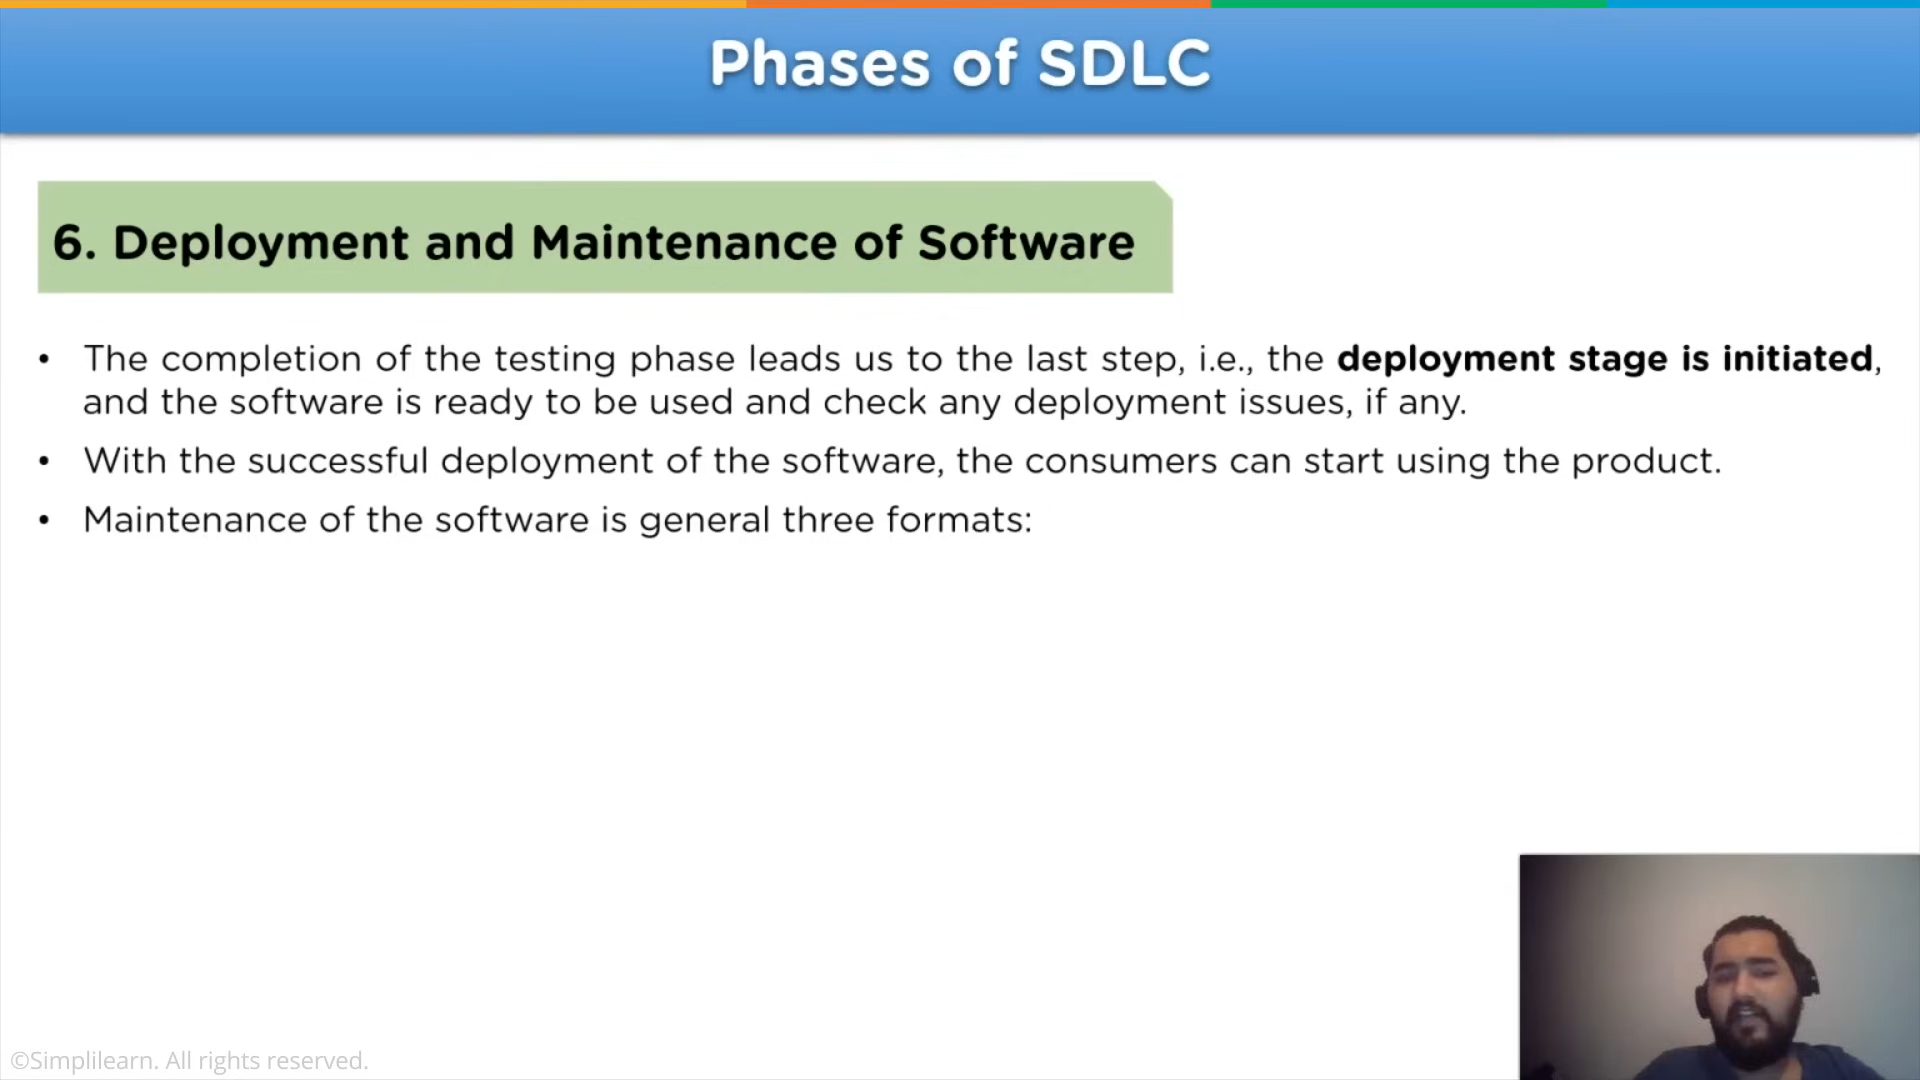 Phases of SDLC
6. Deployment and Maintenance of Software
• The completion of the testing phase leads us to the last step, i.e., the deployment stage is initiated,
and the software is ready to be used and check any deployment issues, if any.
• With the successful deployment of the software, the consumers can start using the product.
• Maintenance of the software is general three formats:
©Simplilearn. All rights reserved.